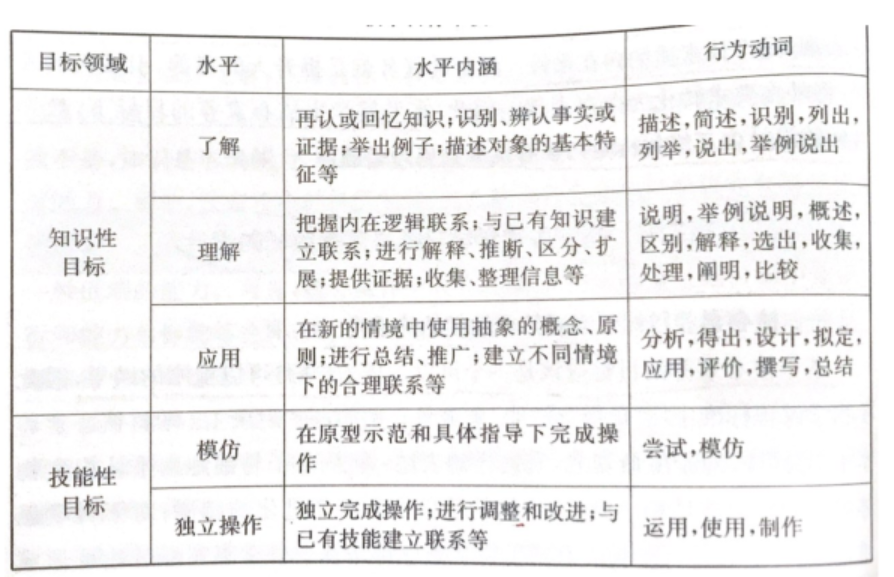 目标领域 水平 水平内涵 行为动词
知识性
目标
了解
再认或回忆知识;识别、辨认事实或
证据;举出例子;描述对象的基本特
征等
描述,简述,识别,列出,
列举,说出,举例说出
理解
把握内在逻辑联系;与已有知识建
立联系;进行解释、推断、区分、扩
展;提供证据;收集、整理信息等
说明,举例说明,概述,
区别,解释,选出,收集,
处理,阐明,比较
应用
在新的情境中使用抽象的概念、原
则;进行总结、推广;建立不同情境
下的合理联系等
分析,得出,设计,拟定,
应用,评价,撰写,总结
技能性
目标
模仿
在原型示范和具体指导下完成操
作
尝试,模仿
独立操作
独立完成操作;进行调整和改进;与
已有技能建立联系等
运用,使用,制作